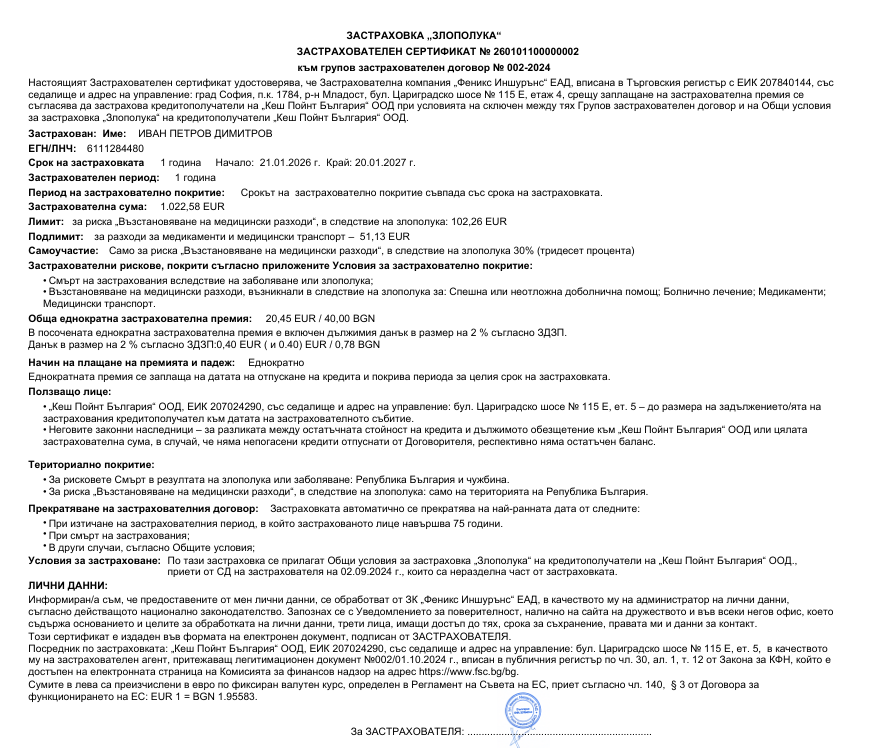 ЗАСТРАХОВКА „ЗЛОПОЛУКА“
ЗАСТРАХОВАТЕЛЕН СЕРТИФИКАТ № 260101100000002
към групов застрахователен договор № 002-2024
Настоящият Застрахователен сертификат удостоверява, че Застрахователна компания „Феникс Иншурънс“ ЕАД, вписана в Търговския регистър с ЕИК 207840144, със
седалище и адрес на управление: град София, п.к. 1784, р-н Младост, бул. Цариградско шосе № 115 Е, етаж 4, срещу заплащане на застрахователна премия се
съгласява да застрахова кредитополучатели на „Кеш Пойнт България“ ООД при условията на сключен между тях Групов застрахователен договор и на Общи условия
за застраховка „Злополука“ на кредитополучатели „Кеш Пойнт България“ ООД.
Застрахован: Име: ИВАН ПЕТРОВ ДИМИТРОВ
ЕГН/ЛНЧ: 6111284480
Срок на застраховката 1 година Начало: 21.01.2026 г. Край: 20.01.2027 г.
Застрахователен период: 1 година
Период на застрахователно покритие: Срокът на застрахователно покритие съвпада със срока на застраховката.
Застрахователна сума: 1.022,58 EUR
Лимит: за риска „Възстановяване на медицински разходи“, в следствие на злополука: 102,26 EUR
Подлимит: за разходи за медикаменти и медицински транспорт – 51,13 EUR
Самоучастие: Само за риска „Възстановяване на медицински разходи“, в следствие на злополука 30% (тридесет процента)
Застрахователни рискове, покрити съгласно приложените Условия за застрахователно покритие:
• Смърт на застрахования вследствие на заболяване или злополука;
• Възстановяване на медицински разходи, възникнали в следствие на злополука за: Спешна или неотложна доболнична помощ; Болнично лечение; Медикаменти;
Медицински транспорт.
Обща еднократна застрахователна премия: 20,45 EUR / 40,00 BGN
В посочената еднократна застрахователна премия е включен дължимия данък в размер на 2 % съгласно ЗДЗП.
Данък в размер на 2 % съгласно ЗДЗП:0,40 EUR ( и 0.40) EUR / 0,78 BGN
Начин на плащане на премията и падеж: Еднократно
Еднократната премия се заплаща на датата на отпускане на кредита и покрива периода за целия срок на застраховката.
Ползващо лице:
• „Кеш Пойнт България“ ООД, ЕИК 207024290, със седалище и адрес на управление: бул. Цариградско шосе № 115 Е, ет. 5 – до размера на задължението/ята на
застрахования кредитополучател към датата на застрахователното събитие.
• Неговите законни наследници – за разликата между остатъчната стойност на кредита и дължимото обезщетение към „Кеш Пойнт България“ ООД или цялата
застрахователна сума, в случай, че няма непогасени кредити отпуснати от Договорителя, респективно няма остатъчен баланс.
Териториално покритие:
• За рисковете Смърт в резултата на злополука или заболяване: Република България и чужбина.
• За риска „Възстановяване на медицински разходи“, в следствие на злополука: само на територията на Република България.
Прекратяване на застрахователния договор: Застраховката автоматично се прекратява на най-ранната дата от следните:
• При изтичане на застрахователния период, в който застрахованото лице навършва 75 години.
• При смърт на застрахования;
• В други случаи, съгласно Общите условия;
Условия за застраховане: По тази застраховка се прилагат Общи условия за застраховка „Злополука“ на кредитополучатели на „Кеш Пойнт България“ ООД.,
приети от СД на застрахователя на 02.09.2024 г., които са неразделна част от застраховката.
ЛИЧНИ ДАННИ:
Информиран/а съм, че предоставените от мен лични данни, се обработват от ЗК „Феникс Иншурънс“ ЕАД, в качеството му на администратор на лични данни,
съгласно действащото национално законодателство. Запознах се с Уведомлението за поверителност, налично на сайта на дружеството и във всеки негов офис, което
съдържа основанието и целите за обработката на лични данни, трети лица, имащи достъп до тях, срока за съхранение, правата ми и данни за контакт.
Този сертификат е издаден във формата на електронен документ, подписан от ЗАСТРАХОВАТЕЛЯ.
Посредник по застраховката: „Кеш Пойнт България“ ООД, ЕИК 207024290, със седалище и адрес на управление: бул. Цариградско шосе № 115 Е, ет. 5, в качеството
му на застрахователен агент, притежаващ легитимационен документ №002/01.10.2024 г., вписан в публичния регистър по чл. 30, ал. 1, т. 12 от Закона за КФН, който е
достъпен на електронната страница на Комисията за финансов надзор на адрес https://www.fsc.bg/bg.
Сумите в лева са преизчислени в евро по фиксиран валутен курс, определен в Регламент на Съвета на ЕС, приет съгласно чл. 140, § 3 от Договора за
функционирането на ЕС: EUR 1 = BGN 1.95583.
За ЗАСТРАХОВАТЕЛЯ: ..................................................................